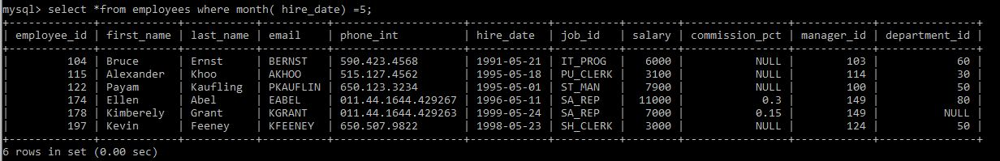 mysql> select *from employees where month( hire_date) =5;
+-------------+------------+-----------+----------+--------------------+------------+----------+--------+----------------+------------+---------------+
| employee_id | first_name | last_name | email    | phone_int          | hire_date  | job_id   | salary | commission_pct | manager_id | department_id |
+-------------+------------+-----------+----------+--------------------+------------+----------+--------+----------------+------------+---------------+
|         104 | Bruce      | Ernst     | BERNST   | 590.423.4568       | 1991-05-21 | IT_PROG  |   6000 |           NULL |        103 |            60 |
|         115 | Alexander  | Khoo      | AKHOO    | 515.127.4562       | 1995-05-18 | PU_CLERK |   3100 |           NULL |        114 |            30 |
|         122 | Payam      | Kaufling  | PKAUFLIN | 650.123.3234       | 1995-05-01 | ST_MAN   |   7900 |           NULL |        100 |            50 |
|         174 | Ellen      | Abel      | EABEL    | 011.44.1644.429267 | 1996-05-11 | SA_REP   |  11000 |            0.3 |        149 |            80 |
|         178 | Kimberely  | Grant     | KGRANT   | 011.44.1644.429263 | 1999-05-24 | SA_REP   |   7000 |           0.15 |        149 |          NULL |
|         197 | Kevin      | Feeney    | KFEENEY  | 650.507.9822       | 1998-05-23 | SH_CLERK |   3000 |           NULL |        124 |            50 |
+-------------+------------+-----------+----------+--------------------+------------+----------+--------+----------------+------------+---------------+
6 rows in set (0.00 sec)